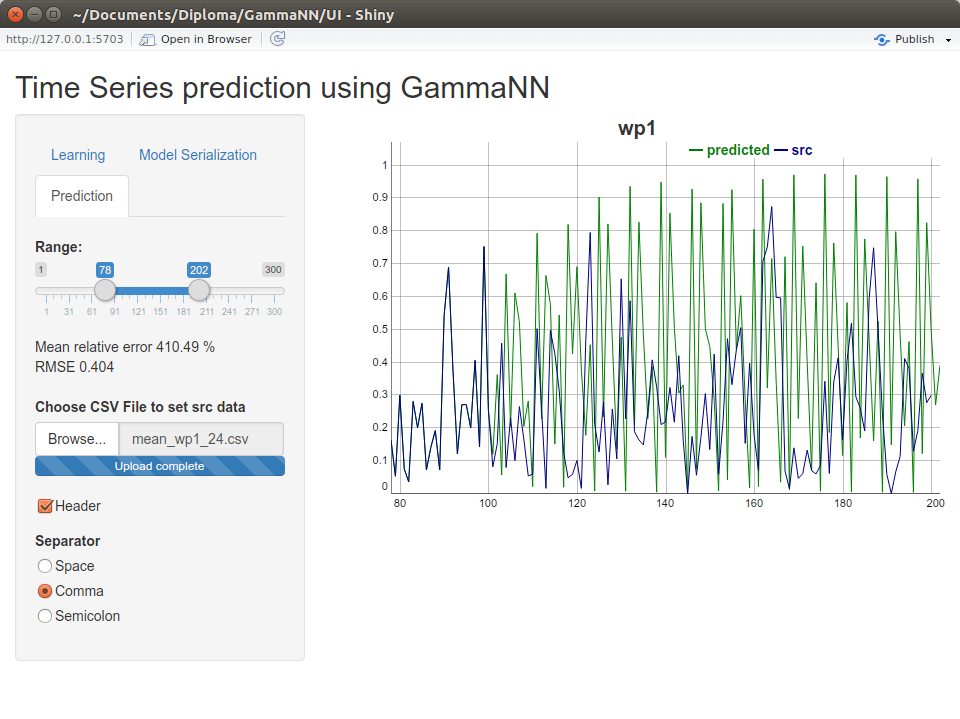 ~/Documents/Diploma/GammaNN/UI - Shiny
http://127.0.0.1:5703 Open in Browser Publish
Time Series prediction using GammaNN
Learning Model Serialization
Prediction
Range:
1 78 202 300
1 31 61 91 121 151 181 211 241 271 300
Mean relative error 410.49 %
RMSE 0.404
Choose CSV File to set src data
Browse... mean_wp1_24.csv
Upload complete
Header
Separator
Space
Comma
Semicolon
wp1
predicted src
1
0.9
0.8
0.7
0.6
0.5
0.4
0.3
0.2
0.1
0
80 100 120 140 160 180 200